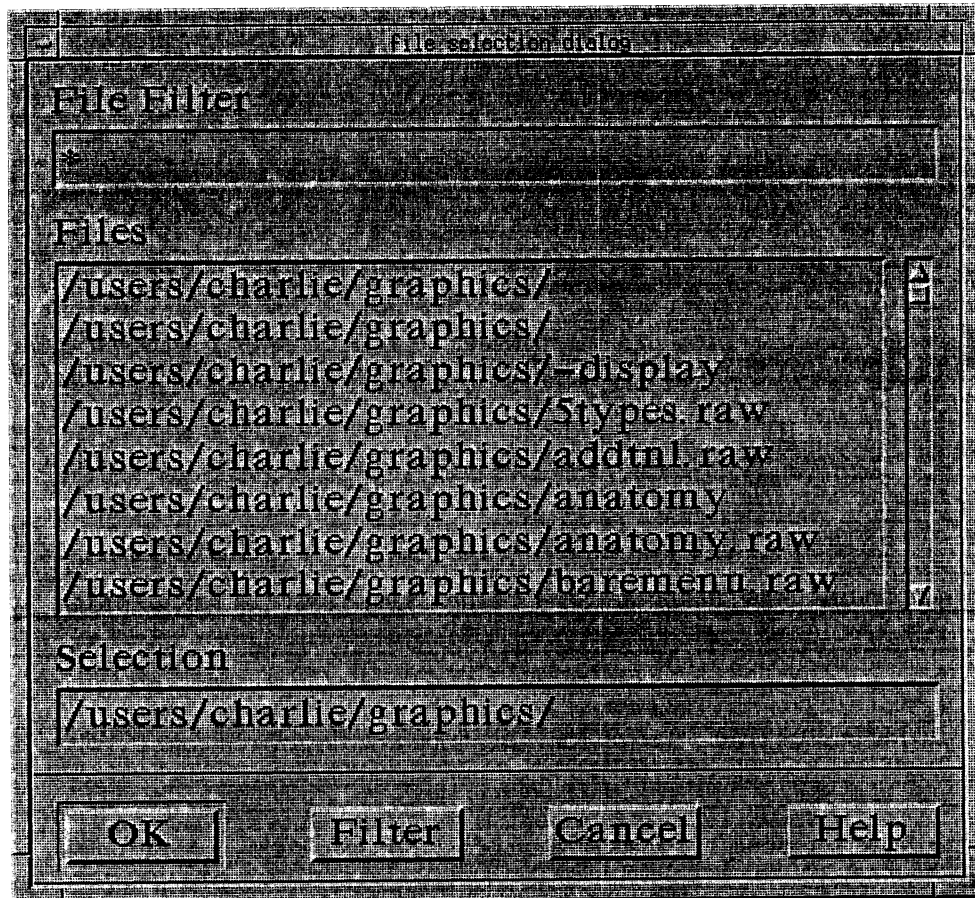 file selection dialog
File Filter
*
Files
/users/charlie/graphics/
/users/charlie/graphics/.
/users/charlie/graphics/-display
/users/charlie/graphics/5types.raw
/users/charlie/graphics/addtnl.raw
/users/charlie/graphics/anatomy
/users/charlie/graphics/anatomy.raw
/users/charlie/graphics/baremenu.raw
Selection
/users/charlie/graphics/
OK Filter Cancel Help